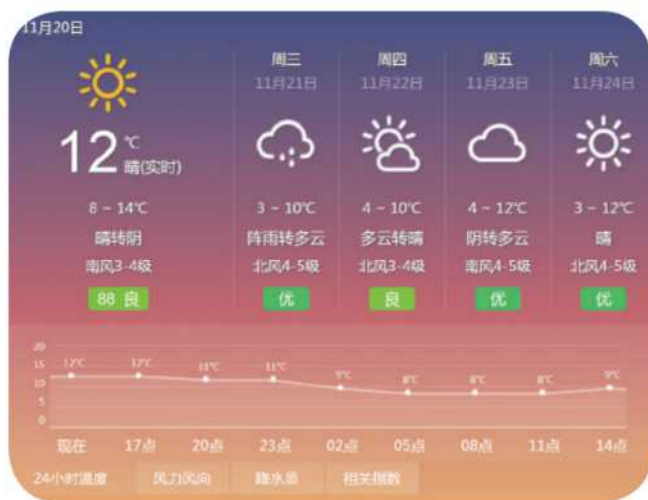 11月20日
12℃
晴(实时)
8 ~ 14℃
晴转阴
南风3-4级
88 良
周三
11月21日
3 ~ 10℃
阵雨转多云
北风4-5级
优
周四
11月22日
4 ~ 10℃
多云转晴
北风3-4级
良
周五
11月23日
4 ~ 12℃
阴转多云
南风4-5级
优
周六
11月24日
3 ~ 12℃
晴
北风4-5级
优
20
15
10
5
0
12℃ 12℃ 11℃ 11℃ 9℃ 8℃ 8℃ 8℃ 9℃
现在 17点 20点 23点 02点 05点 08点 11点 14点
24小时温度 风力风向 降水量 相关指数